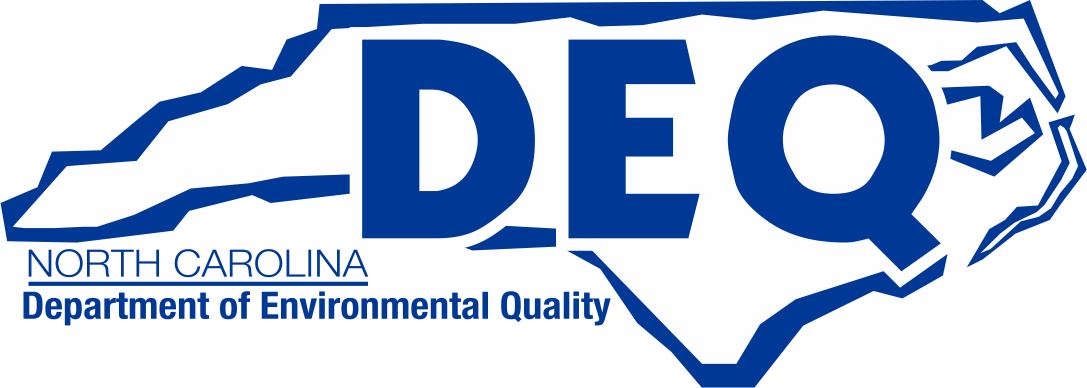 DEQ
NORTH CAROLINA
Department of Environmental Quality